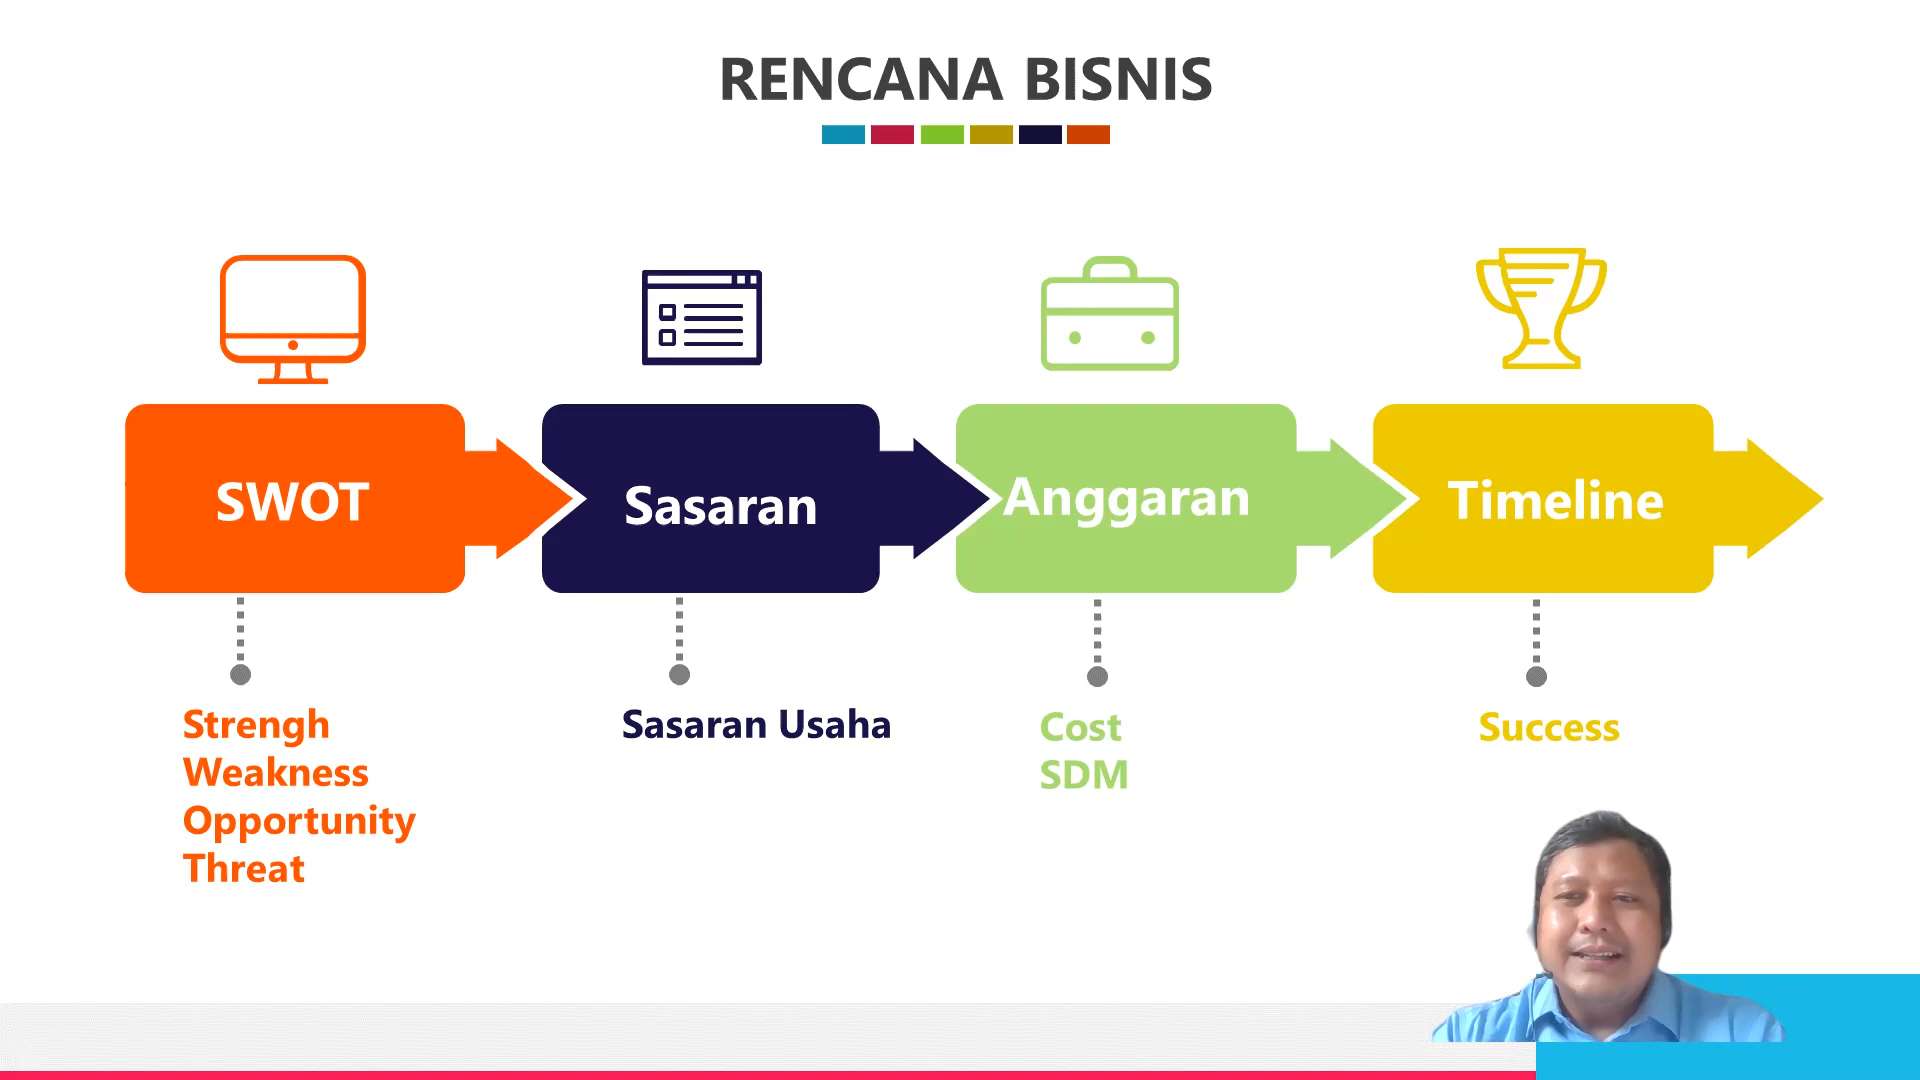 RENCANA BISNIS
SWOT
Sasaran
Anggaran
Timeline
Strengh
Weakness
Opportunity
Threat
Sasaran Usaha
Cost
SDM
Success